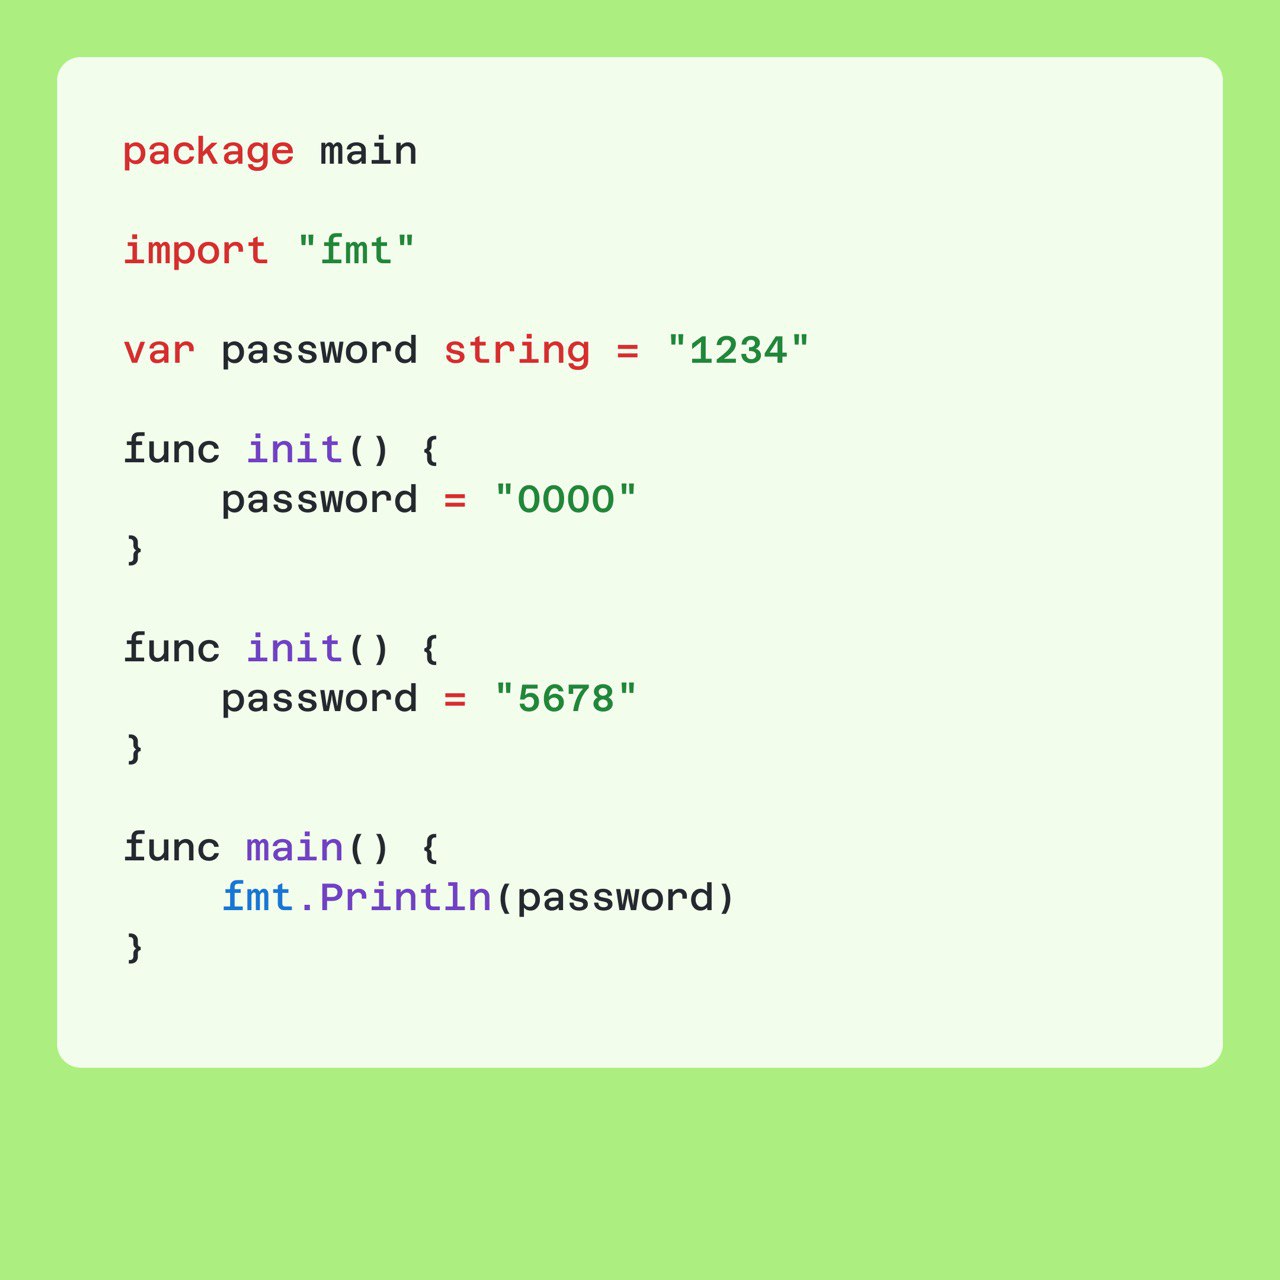 package main
import "fmt"
var password string = "1234"
func init() {
    password = "0000"
}
func init() {
    password = "5678"
}
func main() {
    fmt.Println(password)
}